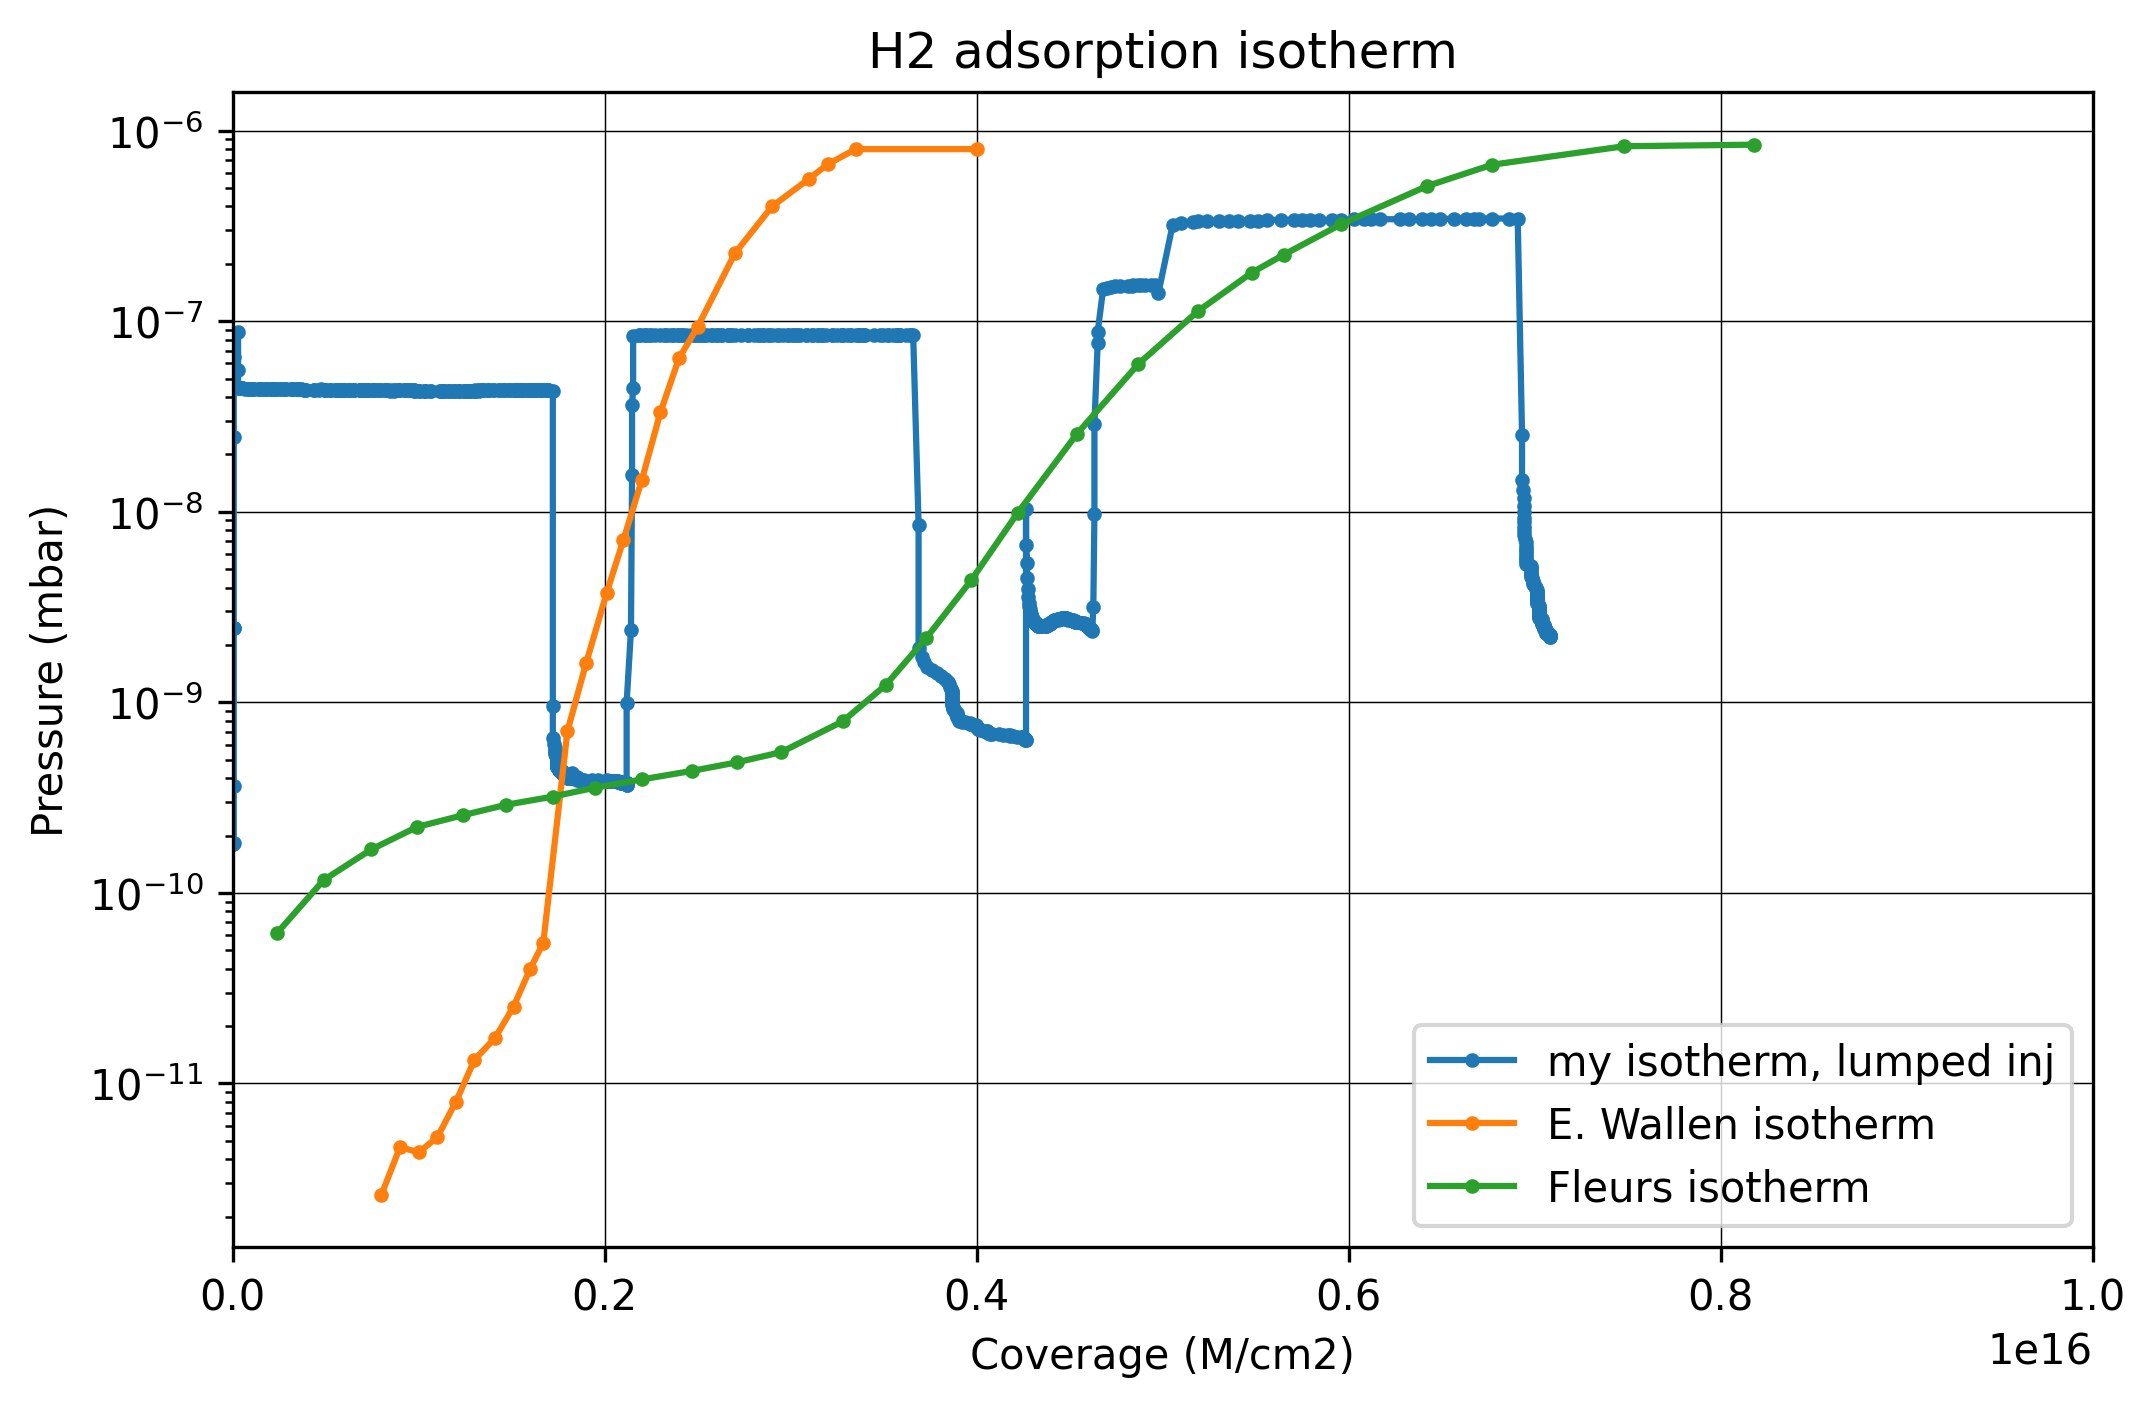 H2 adsorption isotherm
Pressure (mbar)
10⁻⁶
10⁻⁷
10⁻⁸
10⁻⁹
10⁻¹⁰
10⁻¹¹
my isotherm, lumped inj
E. Wallen isotherm
Fleurs isotherm
0.0 0.2 0.4 0.6 0.8 1.0
1e16
Coverage (M/cm2)